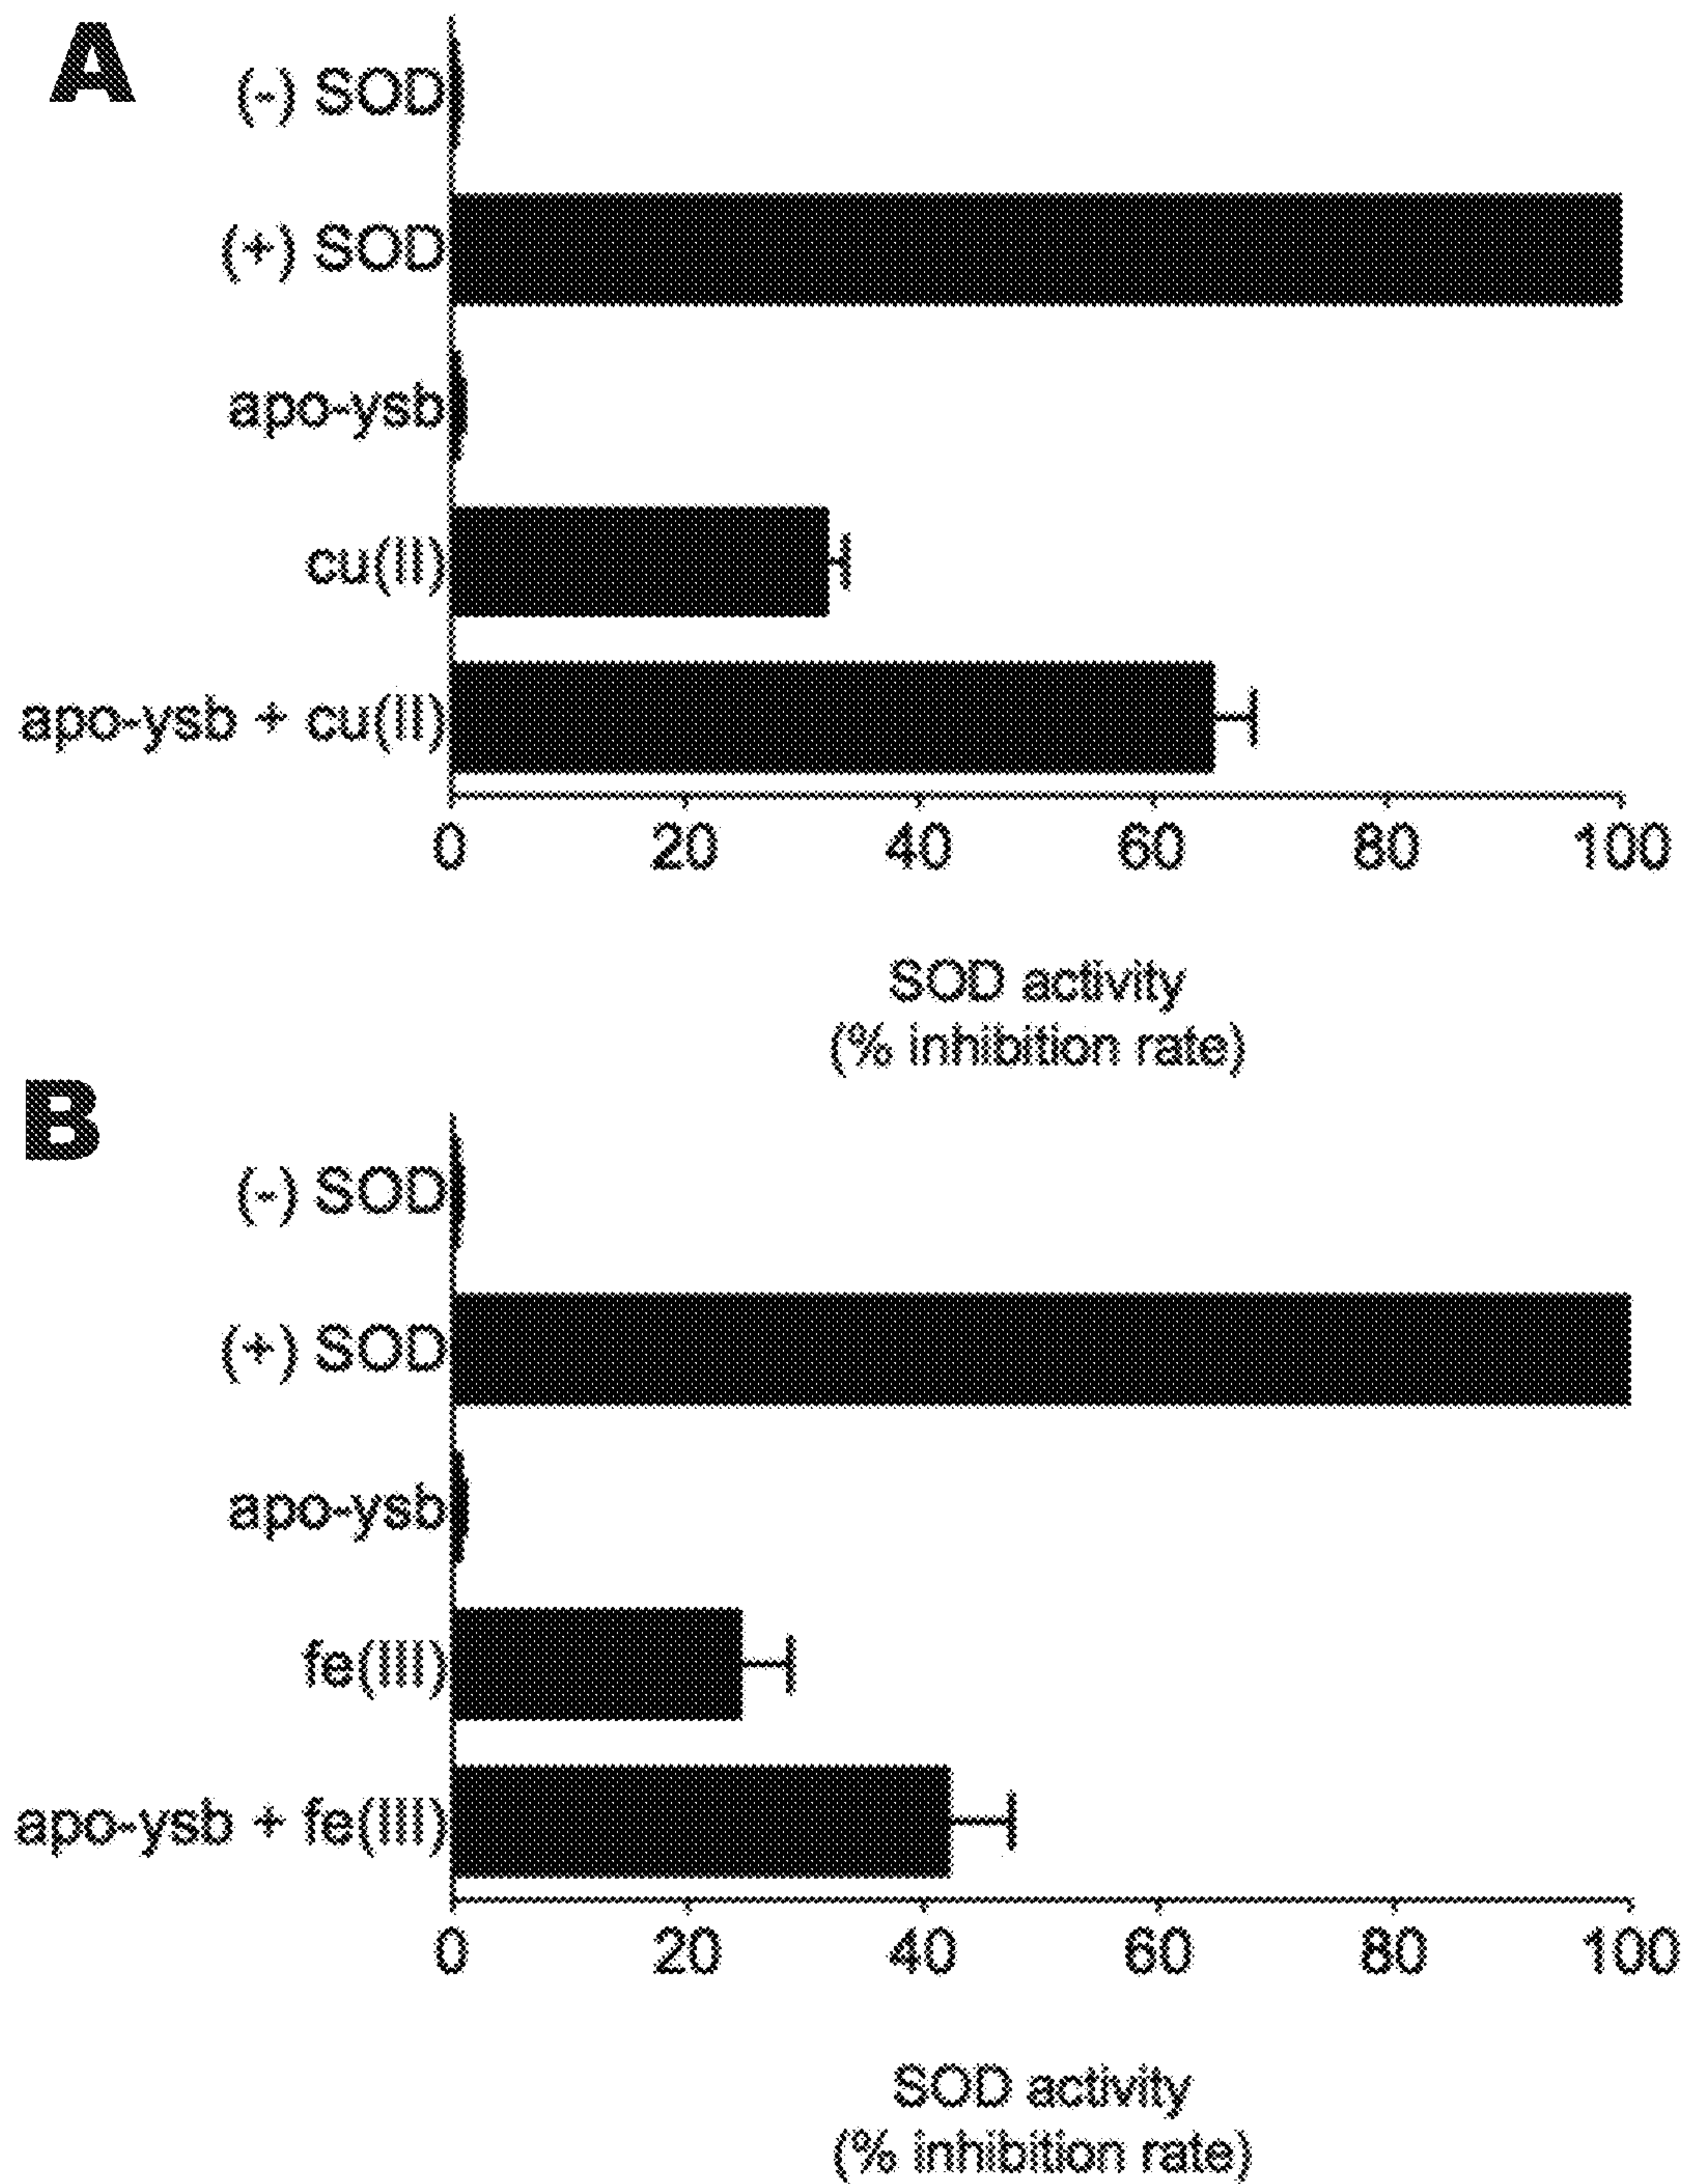 A
(-) SOD
(+) SOD
apo-ysb
cu(II)
apo-ysb + cu(II)
0 20 40 60 80 100
SOD activity
(% inhibition rate)
B
(-) SOD
(+) SOD
apo-ysb
fe(III)
apo-ysb + fe(III)
0 20 40 60 80 100
SOD activity
(% inhibition rate)